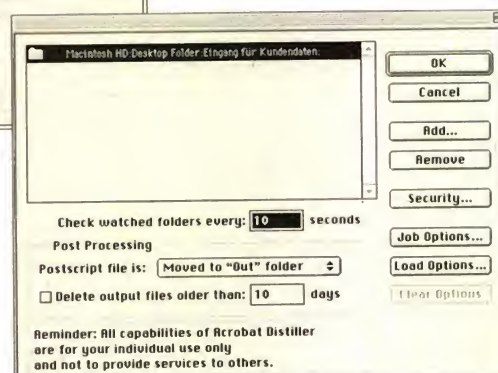 Macintosh HD:Desktop Folder:Eingang für Kundendaten:
OK
Cancel
Add...
Remove
Security...
Check watched folders every: 10 seconds
Job Options...
Post Processing
Postscript file is: Moved to "Out" folder
Load Options...
Delete output files older than: 10 days
Clear Options
Reminder: All capabilities of Acrobat Distiller
are for your individual use only
and not to provide services to others.